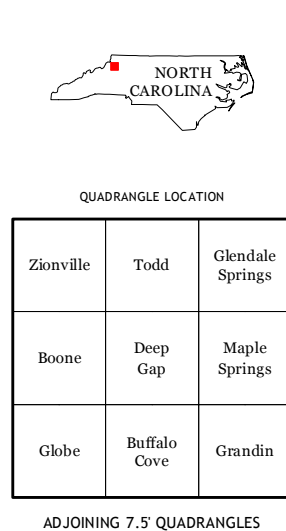 NORTH
CAROLINA
QUADRANGLE LOCATION
Zionville
Todd
Glendale
Springs
Boone
Deep
Gap
Maple
Springs
Globe
Buffalo
Cove
Grandin
ADJOINING 7.5' QUADRANGLES